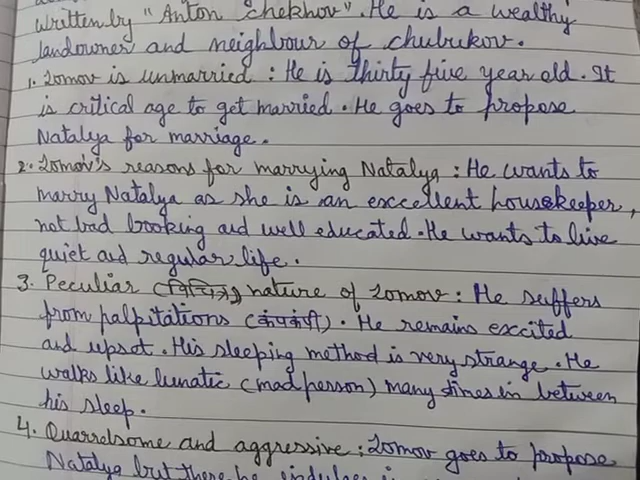 written by "Anton Chekhov". He is a wealthy
landowner and neighbour of chubukov.
1. Lomov is unmarried : He is thirty five year old. It
is critical age to get married. He goes to propose
Natalya for marriage.
2. Lomov's reasons for marrying Natalya : He wants to
marry Natalya as she is an excellent housekeeper,
not bad looking and well educated. He wants to live
quiet and regular life.
3. Peculiar (विचित्र) nature of Lomov : He suffers
from palpitations (कंपकंपी). He remains excited
and upset. His sleeping method is very strange. He
walks like lunatic (mad person) many times in between
his sleep.
4. Quarrelsome and aggressive : Lomov goes to propose
Natalya but there he indulges in